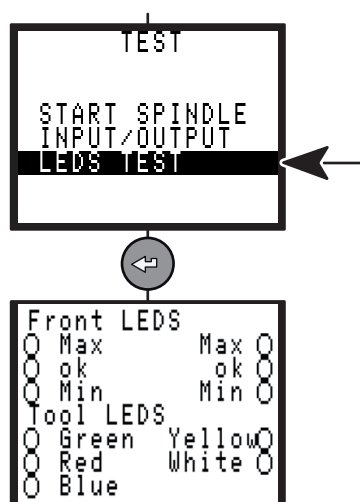 TEST
START SPINDLE
INPUT/OUTPUT
LEDS TEST
Front LEDS
Max Max
ok ok
Min Min
Tool LEDS
Green Yellow
Red White
Blue